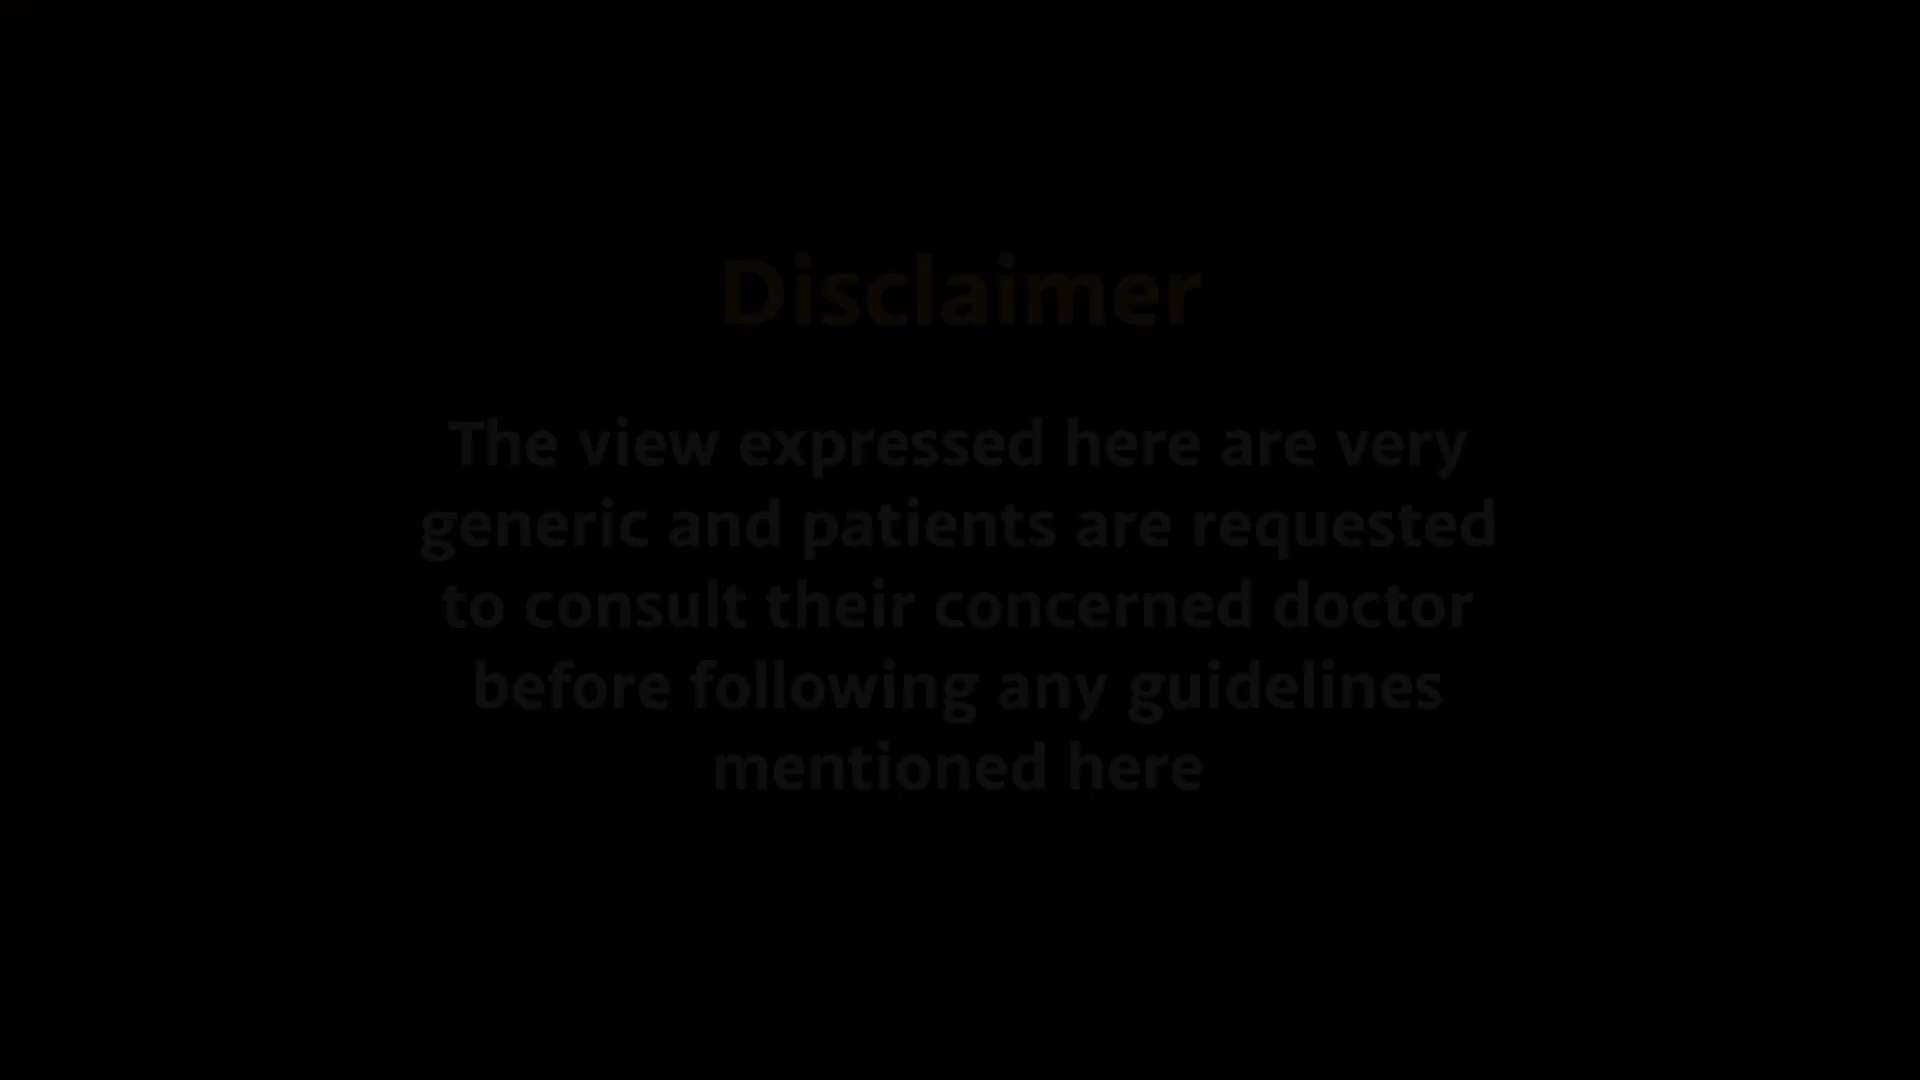 Disclaimer
The view expressed here are very
generic and patients are requested
to consult their concerned doctor
before following any guidelines
mentioned here